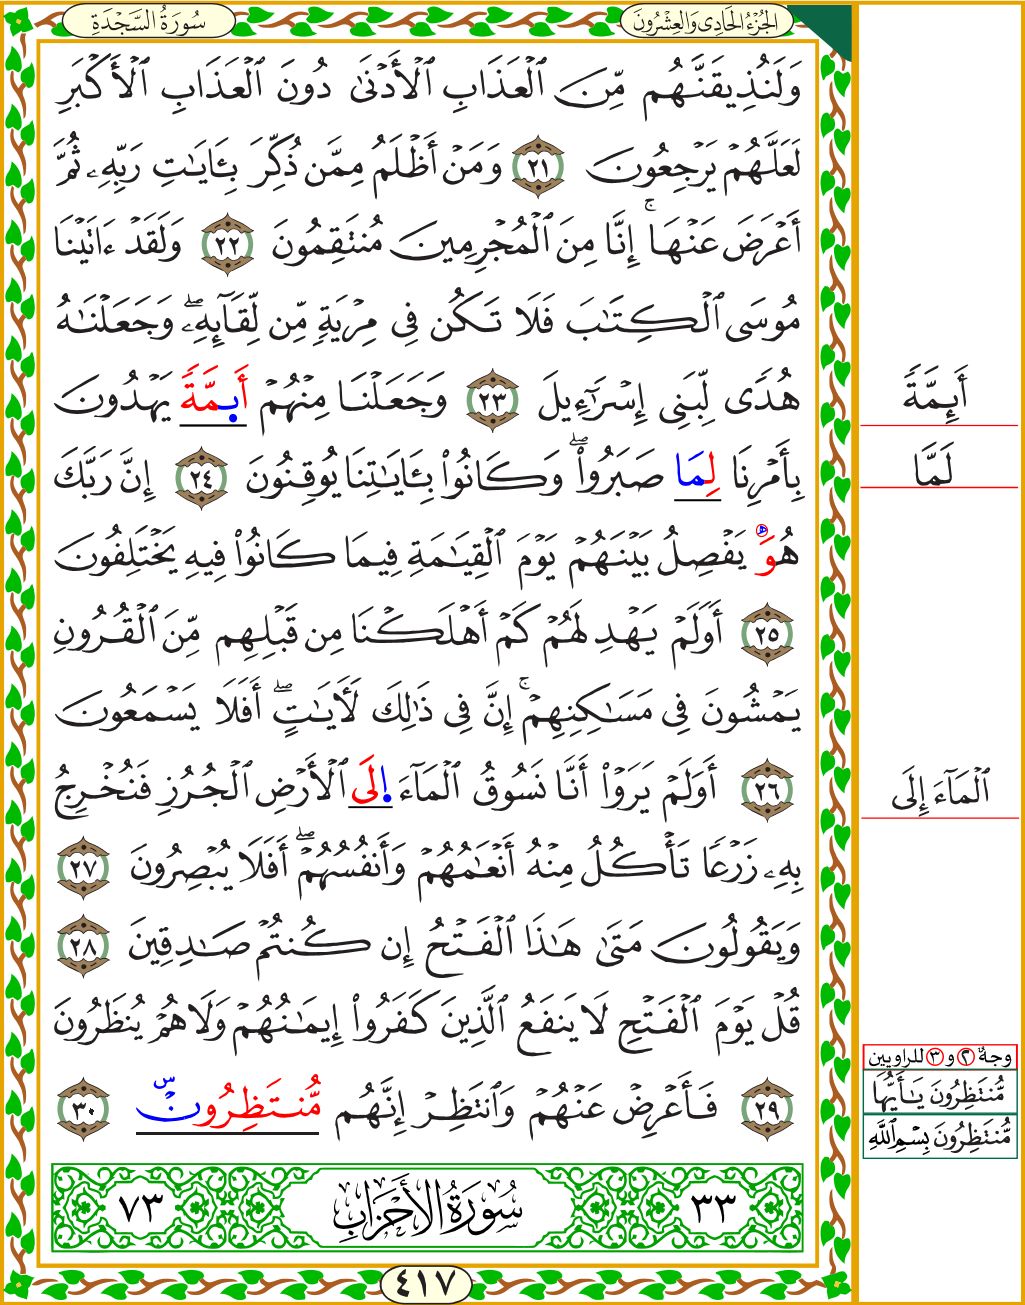 سُورَةُ السَّجْدَةِ
الجُزْءُ الحَادِى وَالعِشْرُونَ
وَلَنُذِيقَنَّهُم مِّنَ ٱلْعَذَابِ ٱلْأَدْنَىٰ دُونَ ٱلْعَذَابِ ٱلْأَكْبَرِ
لَعَلَّهُمْ يَرْجِعُونَ ٢١ وَمَنْ أَظْلَمُ مِمَّن ذُكِّرَ بِـَٔايَـٰتِ رَبِّهِۦ ثُمَّ
أَعْرَضَ عَنْهَآ ۚ إِنَّا مِنَ ٱلْمُجْرِمِينَ مُنتَقِمُونَ ٢٢ وَلَقَدْ ءَاتَيْنَا
مُوسَى ٱلْكِتَـٰبَ فَلَا تَكُن فِى مِرْيَةٍ مِّن لِّقَآئِهِۦ ۖ وَجَعَلْنَـٰهُ
هُدًى لِّبَنِىٓ إِسْرَٰٓءِيلَ ٢٣ وَجَعَلْنَا مِنْهُمْ أَىِٕمَّةً يَهْدُونَ
بِأَمْرِنَا لِمَا صَبَرُوا۟ ۖ وَكَانُوا۟ بِـَٔايَـٰتِنَا يُوقِنُونَ ٢٤ إِنَّ رَبَّكَ
هُوَ يَفْصِلُ بَيْنَهُمْ يَوْمَ ٱلْقِيَـٰمَةِ فِيمَا كَانُوا۟ فِيهِ يَخْتَلِفُونَ
٢٥ أَوَلَمْ يَهْدِ لَهُمْ كَمْ أَهْلَكْنَا مِن قَبْلِهِم مِّنَ ٱلْقُرُونِ
يَمْشُونَ فِى مَسَـٰكِنِهِمْ ۚ إِنَّ فِى ذَٰلِكَ لَـَٔايَـٰتٍ ۖ أَفَلَا يَسْمَعُونَ
٢٦ أَوَلَمْ يَرَوْا۟ أَنَّا نَسُوقُ ٱلْمَآءَ إِلَى ٱلْأَرْضِ ٱلْجُرُزِ فَنُخْرِجُ
بِهِۦ زَرْعًا تَأْكُلُ مِنْهُ أَنْعَـٰمُهُمْ وَأَنفُسُهُمْ ۖ أَفَلَا يُبْصِرُونَ ٢٧
وَيَقُولُونَ مَتَىٰ هَـٰذَا ٱلْفَتْحُ إِن كُنتُمْ صَـٰدِقِينَ ٢٨
قُلْ يَوْمَ ٱلْفَتْحِ لَا يَنفَعُ ٱلَّذِينَ كَفَرُوٓا۟ إِيمَـٰنُهُمْ وَلَا هُمْ يُنظَرُونَ
٢٩ فَأَعْرِضْ عَنْهُمْ وَٱنتَظِرْ إِنَّهُم مُّنتَظِرُونَ ٣٠
٣٣ سُورَةُ الأَحْزَابِ ٧٣
٤١٧
أَئِمَّةً
لَمَّا
ٱلْمَآءَ إِلَى
وجهٌ ٢ و ٣ للراويين
مُّنتَظِرُونَ يَـٰٓأَيُّهَا
مُّنتَظِرُونَ بِسْمِ ٱللَّهِ